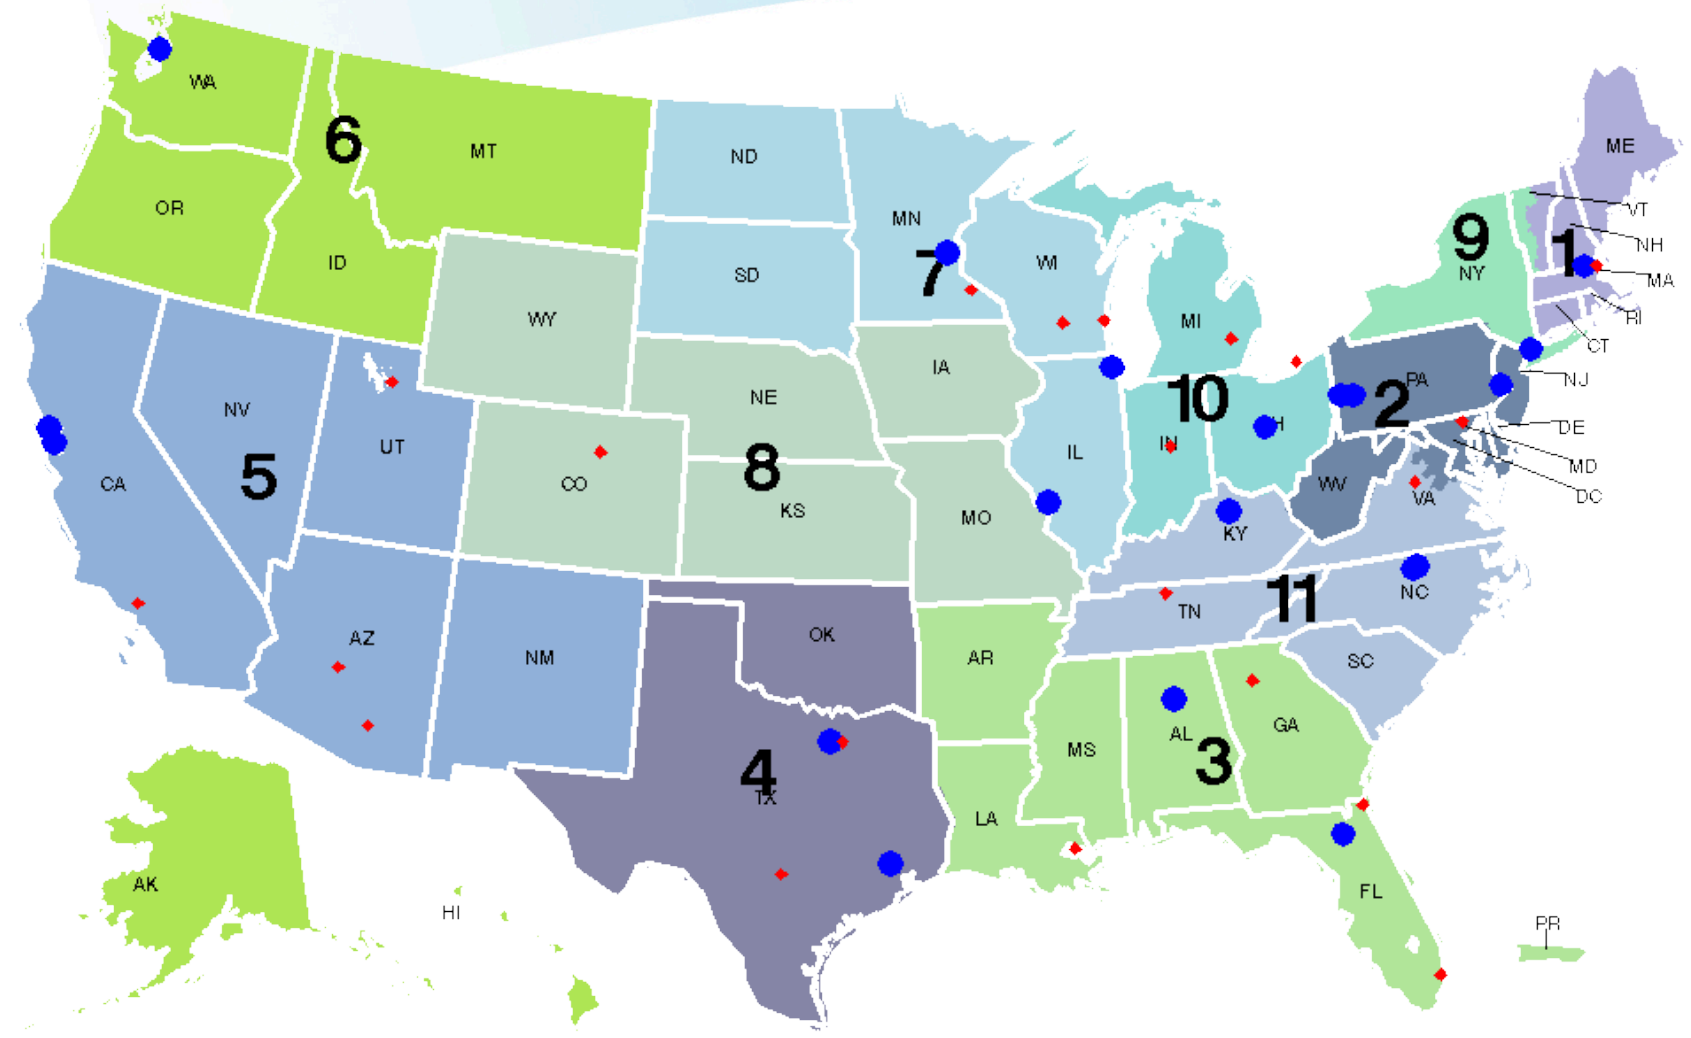 WA
6
MT
ND
ME
OR
MN
VT
9
1
NH
ID
SD
7
WI
NY
MA
WY
MI
RI
CT
IA
10
PA
2
NJ
NV
NE
UT
8
IL
IN
H
DE
5
CA
CO
KS
MO
WV
VA
MD
DC
KY
11
NC
TN
AZ
NM
OK
AR
SC
4
TX
MS
AL
3
GA
LA
AK
HI
FL
PR